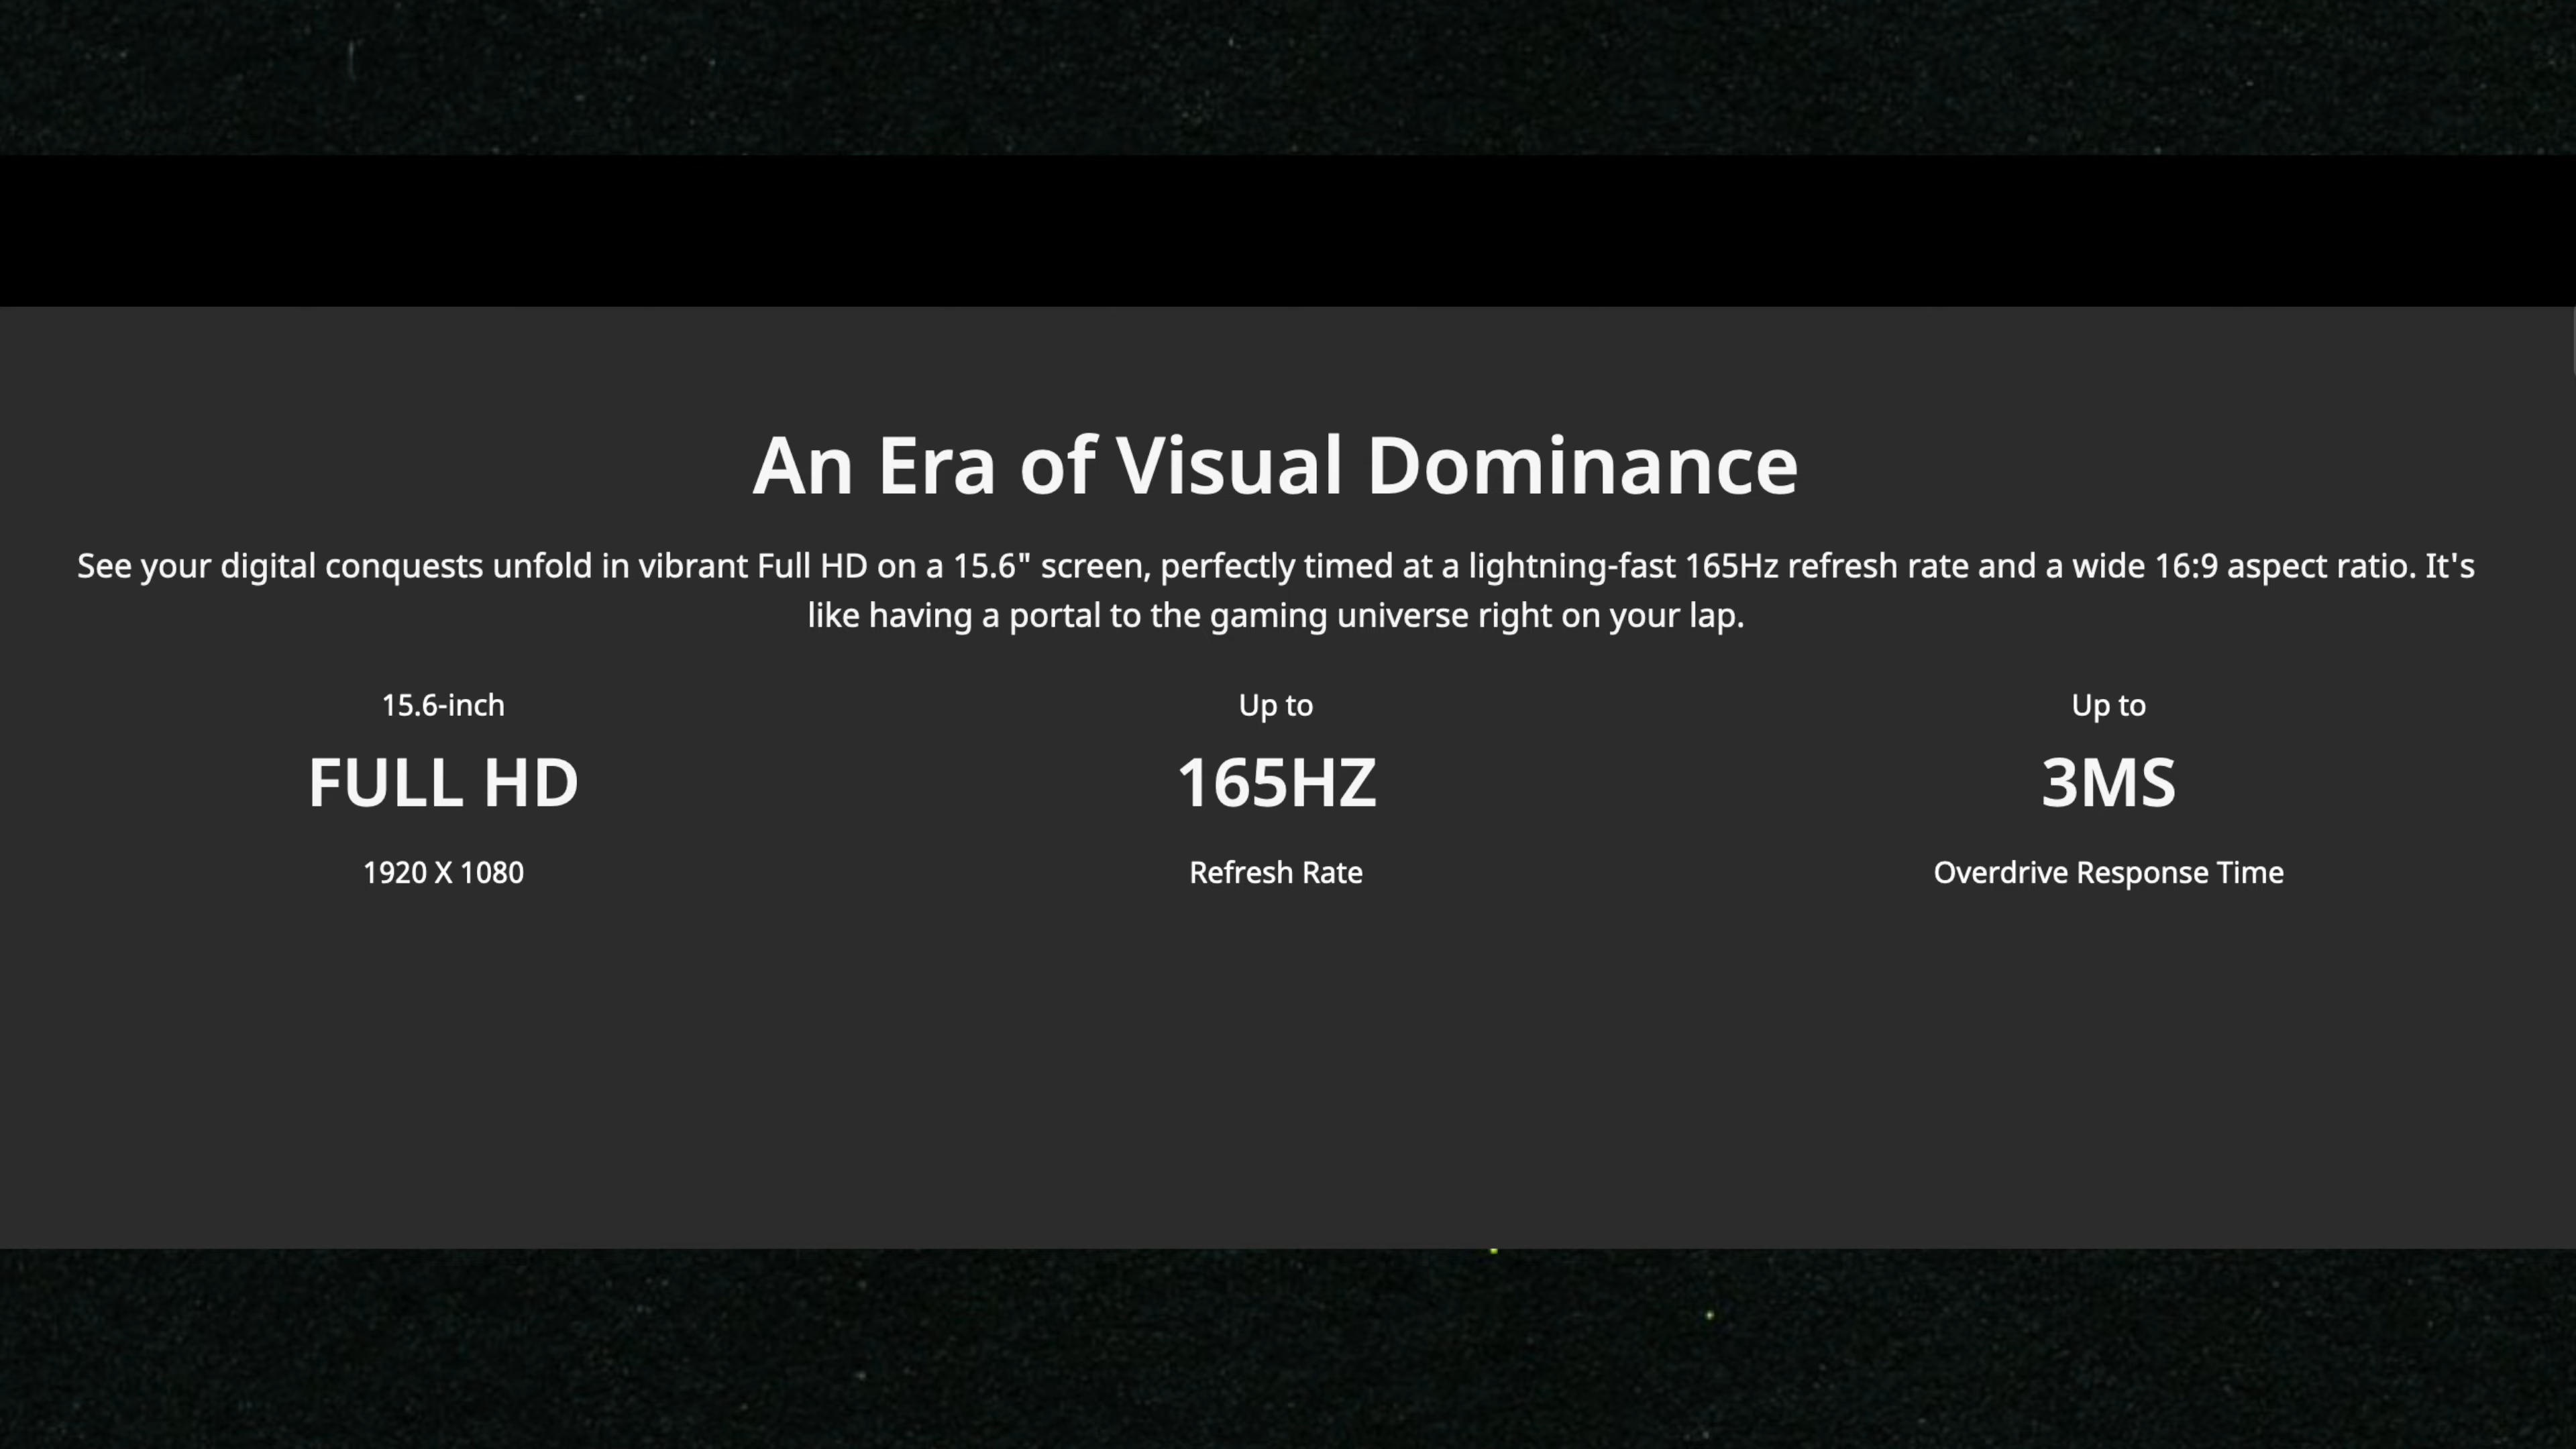 An Era of Visual Dominance
See your digital conquests unfold in vibrant Full HD on a 15.6" screen, perfectly timed at a lightning-fast 165Hz refresh rate and a wide 16:9 aspect ratio. It's
like having a portal to the gaming universe right on your lap.
15.6-inch
FULL HD
1920 X 1080
Up to
165HZ
Refresh Rate
Up to
3MS
Overdrive Response Time